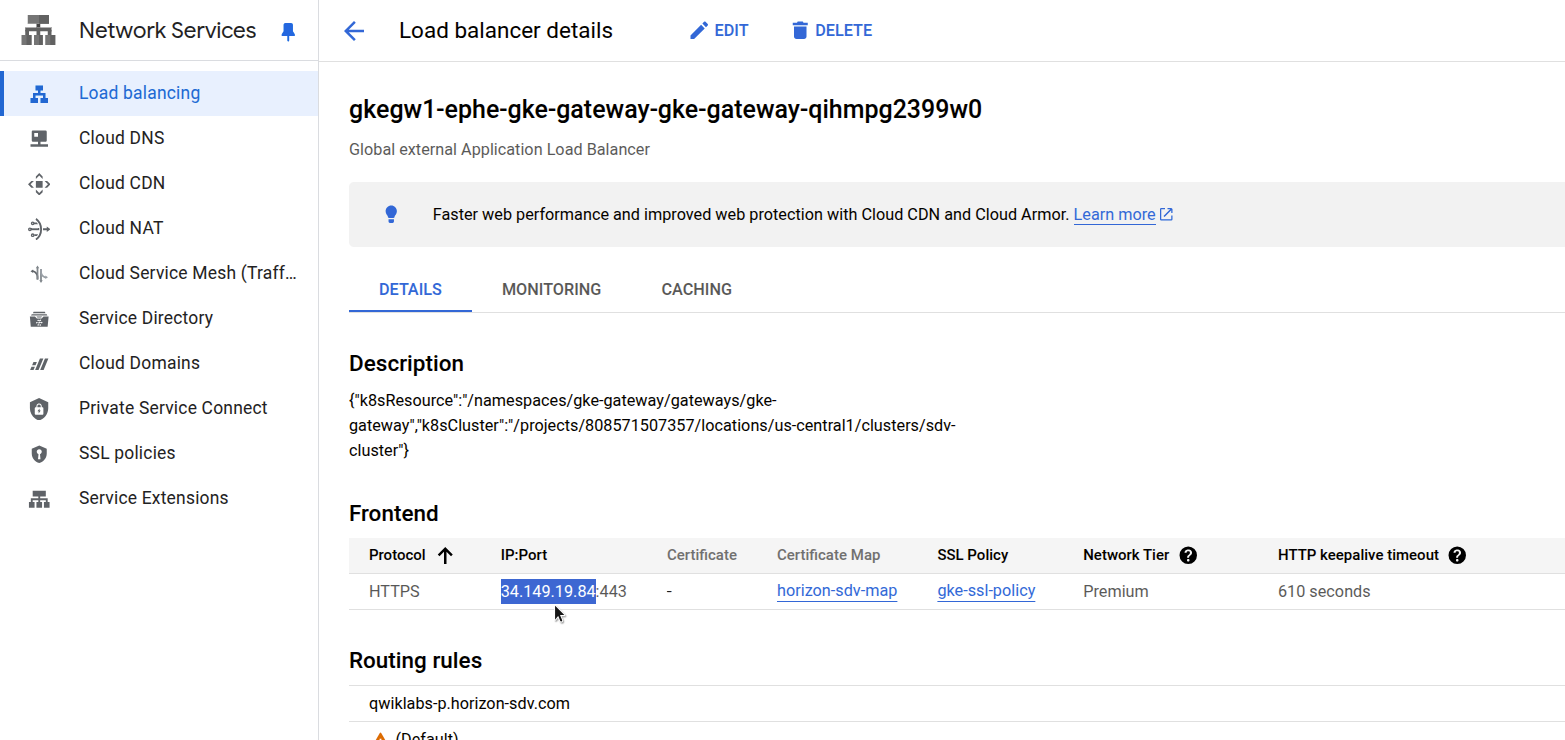 Network Services
Load balancing
Cloud DNS
Cloud CDN
Cloud NAT
Cloud Service Mesh (Traff...
Service Directory
Cloud Domains
Private Service Connect
SSL policies
Service Extensions
Load balancer details
EDIT
DELETE
gkegw1-ephe-gke-gateway-gke-gateway-qihmpg2399w0
Global external Application Load Balancer
Faster web performance and improved web protection with Cloud CDN and Cloud Armor. Learn more
DETAILS MONITORING CACHING
Description
{"k8sResource":"/namespaces/gke-gateway/gateways/gke-
gateway","k8sCluster":"/projects/808571507357/locations/us-central1/clusters/sdv-
cluster"}
Frontend
Protocol IP:Port Certificate Certificate Map SSL Policy Network Tier ? HTTP keepalive timeout ?
HTTPS 34.149.19.84:443 - horizon-sdv-map gke-ssl-policy Premium 610 seconds
Routing rules
qwiklabs-p.horizon-sdv.com
(Default)